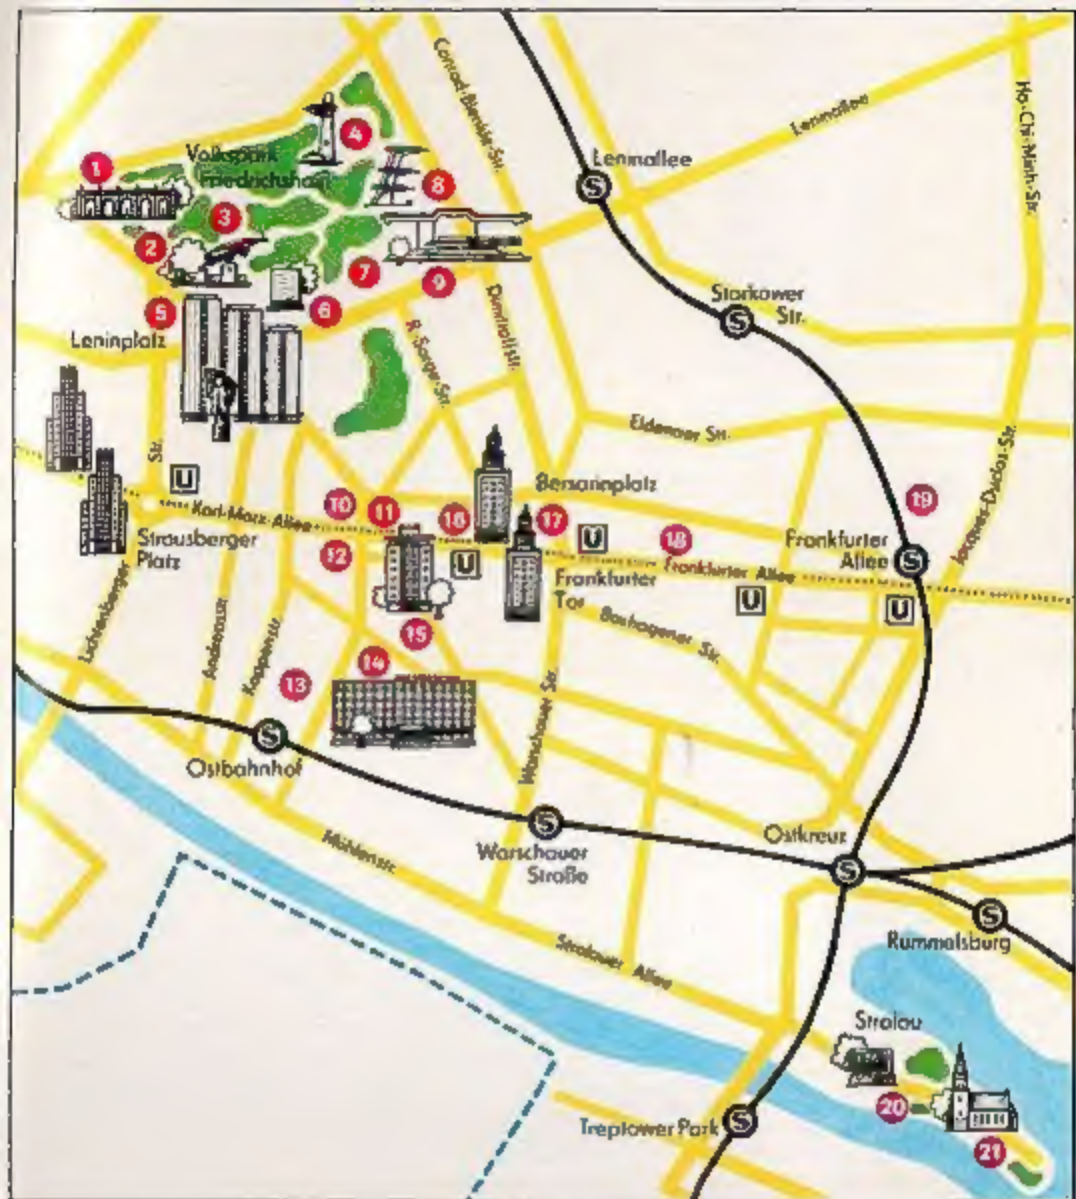 Conrad-Blenkle-Str.
Ho-Chi-Minh-Str.
Leninallee
4
1
Volkspark
Friedrichshain
Leninallee
S
8
3
2
7
9
5
6
Storkower
Str.
S
Dimitroffstr.
R.-Sorge-Str.
Leninplatz
Eldenaer Str.
Jacques-Duclos-Str.
Str.
U
Bersarinplatz
10
11
16
17
U
18
19
Karl-Marx-Allee
Strausberger
Platz
12
U
Frankfurter
Allee
S
Frankfurter Allee
Frankfurter
Tor
U
U
Lichtenberger
Andreasstr.
Koppenstr.
15
Boxhagener Str.
13
14
Warschauer Str.
S
Ostbahnhof
Mühlenstr.
S
Warschauer
Straße
Ostkreuz
S
S
Rummelsburg
Stralauer Allee
Stralau
20
21
Treptower Park
S